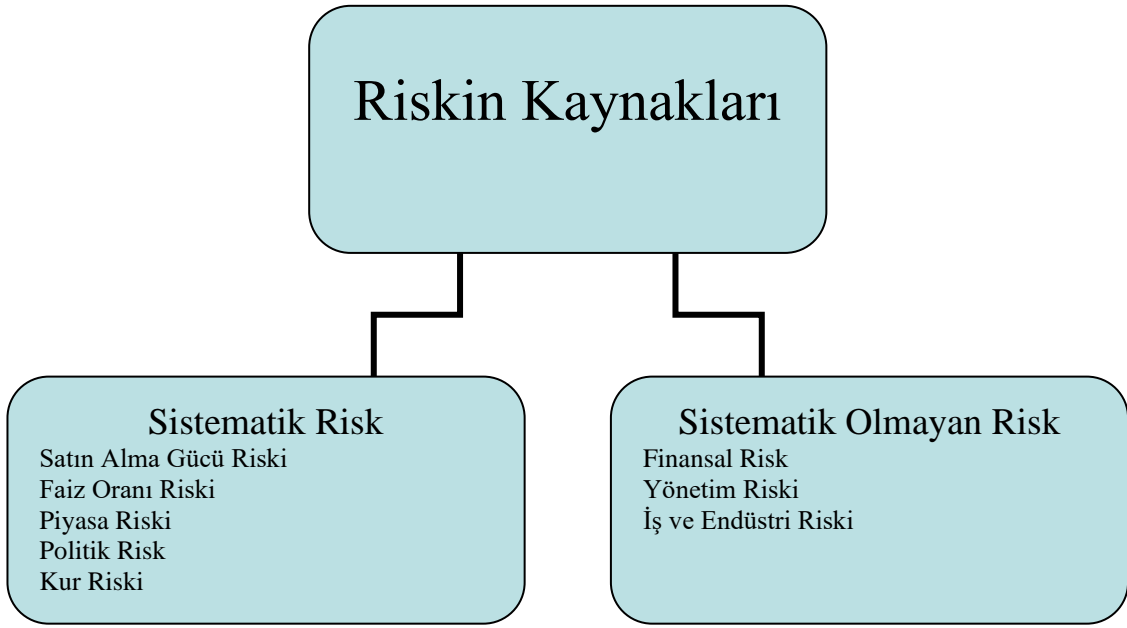 Riskin Kaynakları
Sistematik Risk
Satın Alma Gücü Riski
Faiz Oranı Riski
Piyasa Riski
Politik Risk
Kur Riski
Sistematik Olmayan Risk
Finansal Risk
Yönetim Riski
İş ve Endüstri Riski